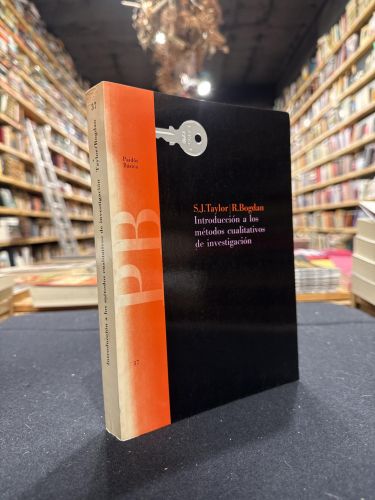 37
Taylor/Bogdan
Introducción a los métodos cualitativos de investigación
Paidós
Básica
PB
37
S.J.Taylor/R.Bogdan
Introducción a los
métodos cualitativos
de investigación